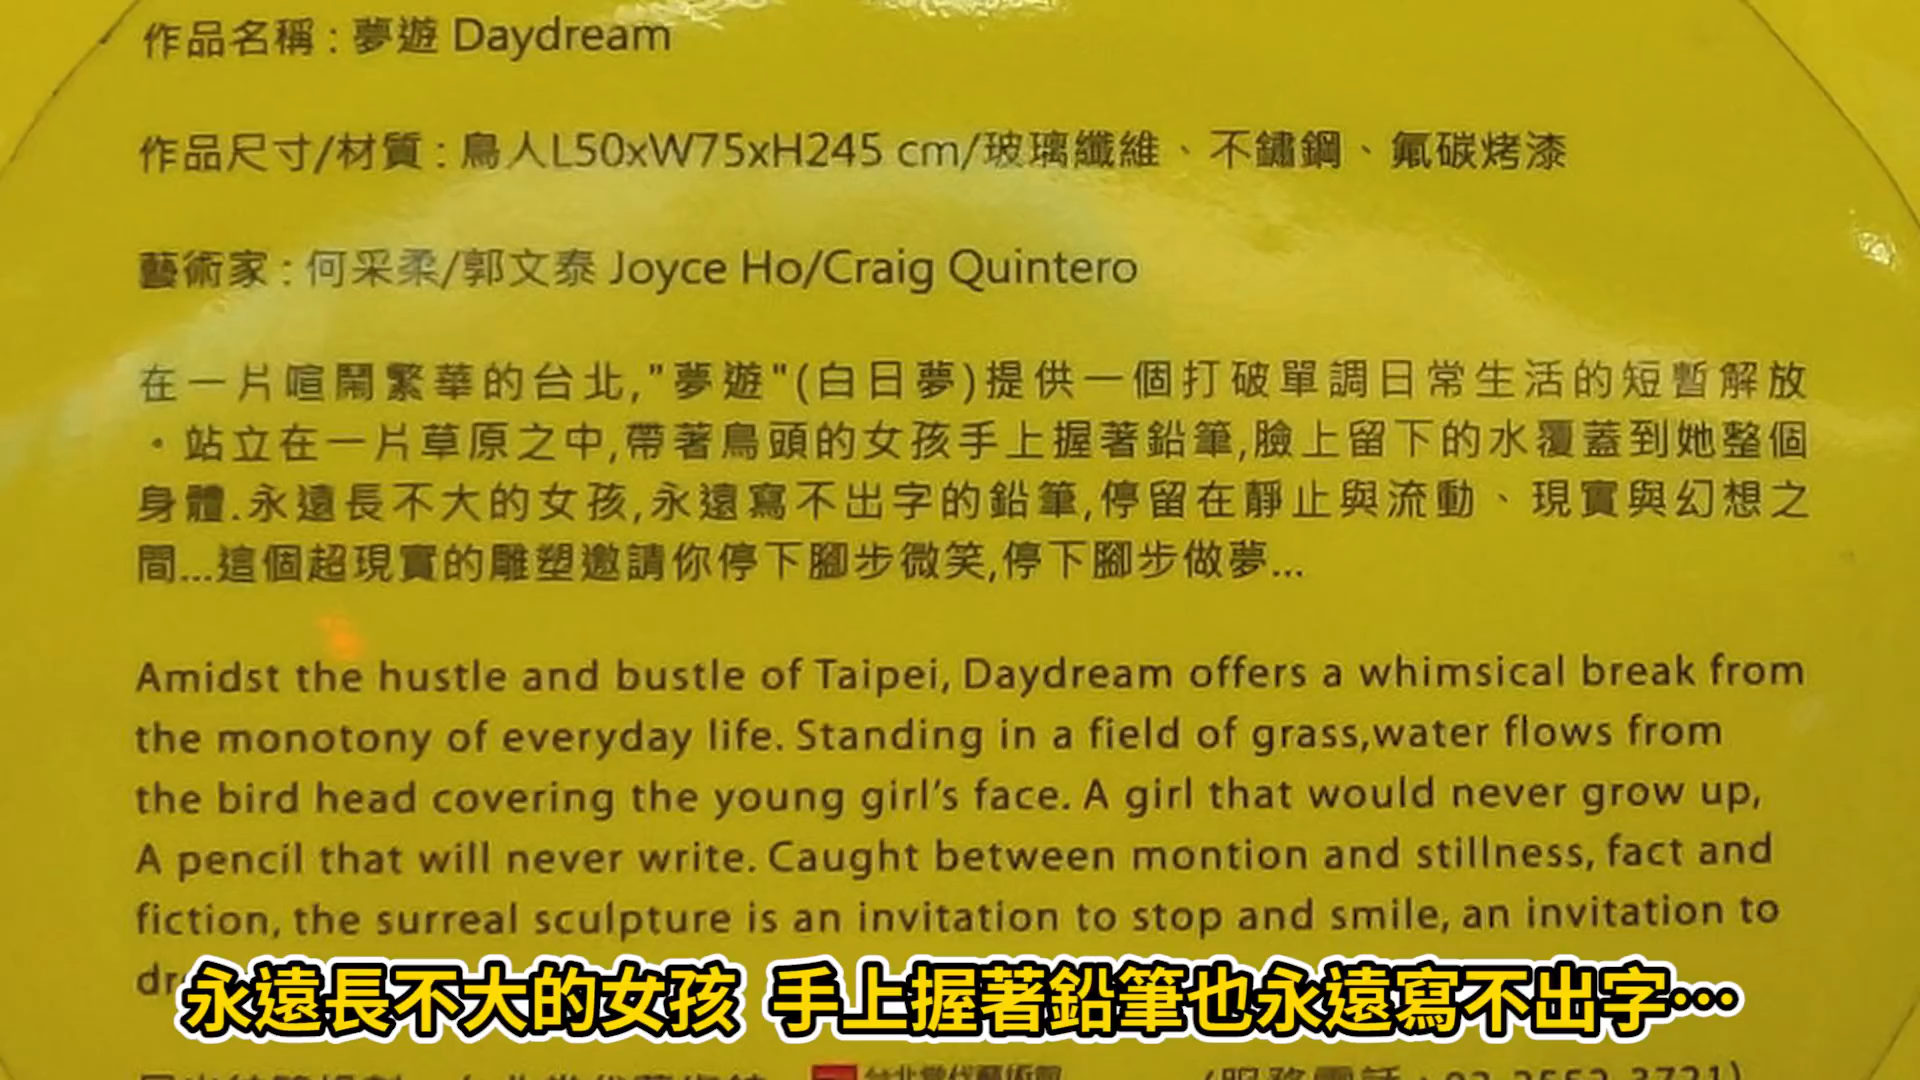 作品名稱 : 夢遊 Daydream
作品尺寸/材質 : 鳥人L50xW75xH245 cm/玻璃纖維、不鏽鋼、氟碳烤漆
藝術家 : 何采柔/郭文泰 Joyce Ho/Craig Quintero
在一片喧鬧繁華的台北,"夢遊"(白日夢)提供一個打破單調日常生活的短暫解放
。站立在一片草原之中,帶著鳥頭的女孩手上握著鉛筆,臉上留下的水覆蓋到她整個
身體.永遠長不大的女孩,永遠寫不出字的鉛筆,停留在靜止與流動、現實與幻想之
間...這個超現實的雕塑邀請你停下腳步微笑,停下腳步做夢...
Amidst the hustle and bustle of Taipei, Daydream offers a whimsical break from
the monotony of everyday life. Standing in a field of grass,water flows from
the bird head covering the young girl's face. A girl that would never grow up,
A pencil that will never write. Caught between montion and stillness, fact and
fiction, the surreal sculpture is an invitation to stop and smile, an invitation to
永遠長不大的女孩 手上握著鉛筆也永遠寫不出字…
台北當代藝術館